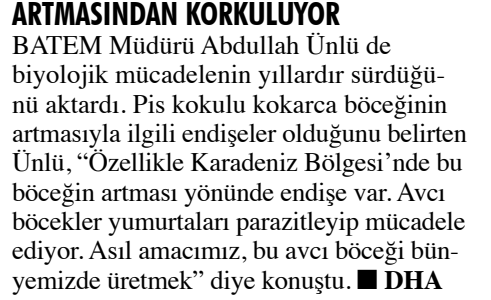 ARTMASINDAN KORKULUYOR
BATEM Müdürü Abdullah Ünlü de
biyolojik mücadelenin yıllardır sürdüğü-
nü aktardı. Pis kokulu kokarca böceğinin
artmasıyla ilgili endişeler olduğunu belirten
Ünlü, “Özellikle Karadeniz Bölgesi’nde bu
böceğin artması yönünde endişe var. Avcı
böcekler yumurtaları parazitleyip mücadele
ediyor. Asıl amacımız, bu avcı böceği bün-
yemizde üretmek” diye konuştu. ■ DHA